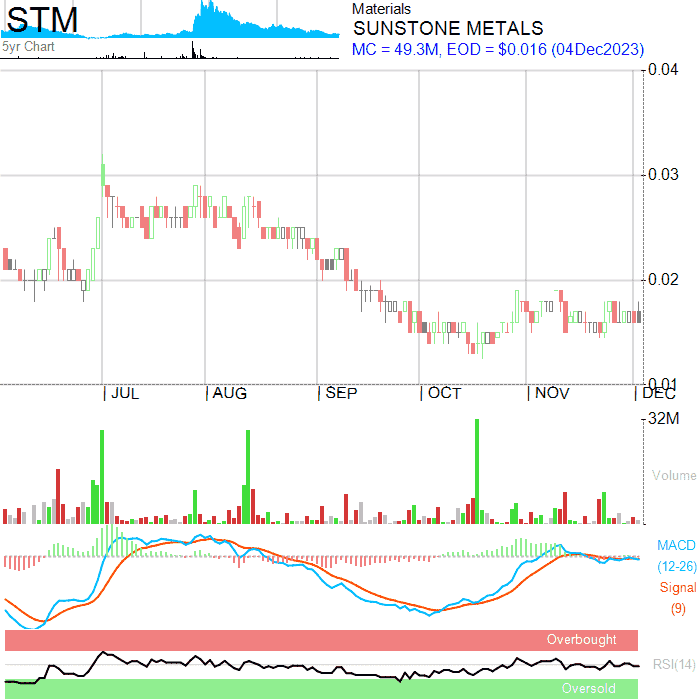 STM
5yr Chart
Materials
SUNSTONE METALS
MC = 49.3M, EOD = $0.016 (04Dec2023)
0.04
0.03
0.02
0.01
| JUL | AUG | SEP | OCT | NOV | DEC
32M
Volume
MACD
(12-26)
Signal
(9)
Overbought
RSI(14)
Oversold